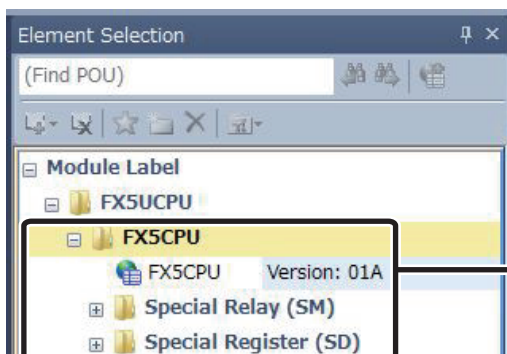 Element Selection
(Find POU)
Module Label
FX5UCPU
FX5CPU
FX5CPU Version: 01A
Special Relay (SM)
Special Register (SD)